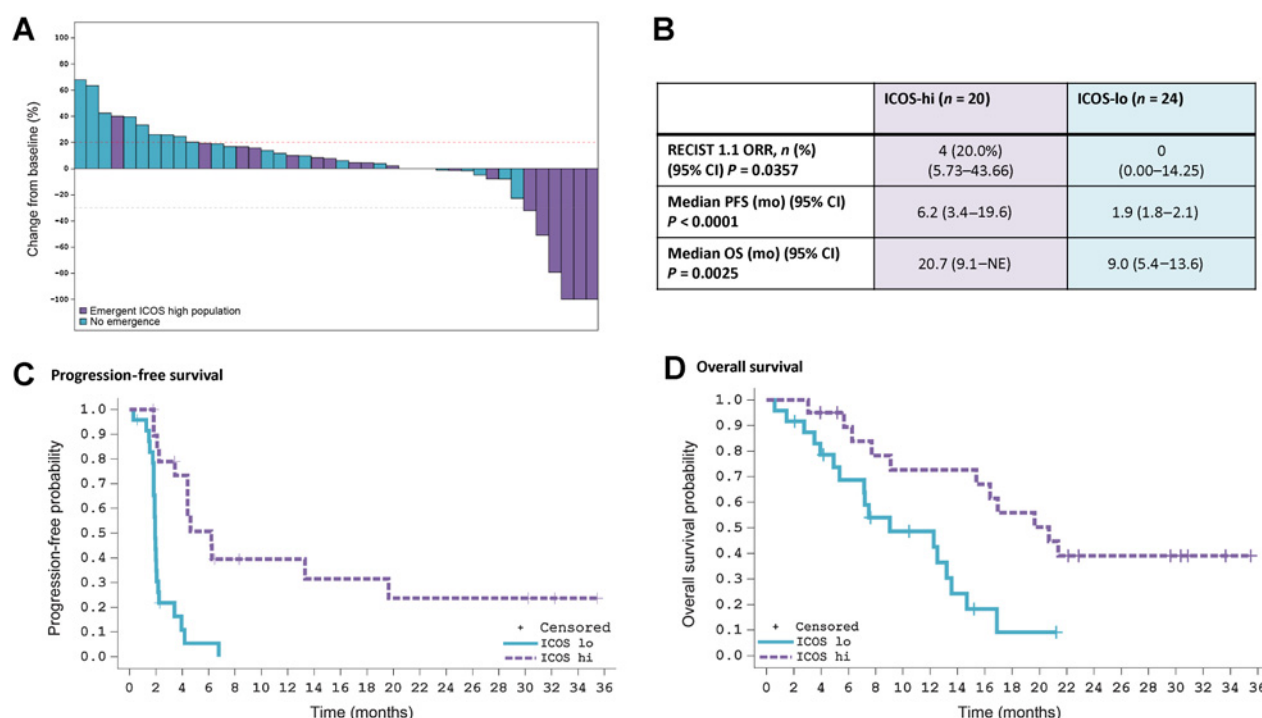 A
Change from baseline (%)
100
80
60
40
20
0
−20
−40
−60
−80
−100
Emergent ICOS high population
No emergence
B
ICOS-hi (n = 20)
ICOS-lo (n = 24)
RECIST 1.1 ORR, n (%)
(95% CI) P = 0.0357
4 (20.0%)
(5.73–43.66)
0
(0.00–14.25)
Median PFS (mo) (95% CI)
P < 0.0001
6.2 (3.4–19.6)
1.9 (1.8–2.1)
Median OS (mo) (95% CI)
P = 0.0025
20.7 (9.1–NE)
9.0 (5.4–13.6)
C Progression-free survival
Progression-free probability
1.0
0.9
0.8
0.7
0.6
0.5
0.4
0.3
0.2
0.1
0.0
+ Censored
ICOS lo
ICOS hi
0 2 4 6 8 10 12 14 16 18 20 22 24 26 28 30 32 34 36
Time (months)
D Overall survival
Overall survival probability
1.0
0.9
0.8
0.7
0.6
0.5
0.4
0.3
0.2
0.1
0.0
+ Censored
ICOS lo
ICOS hi
0 2 4 6 8 10 12 14 16 18 20 22 24 26 28 30 32 34 36
Time (months)